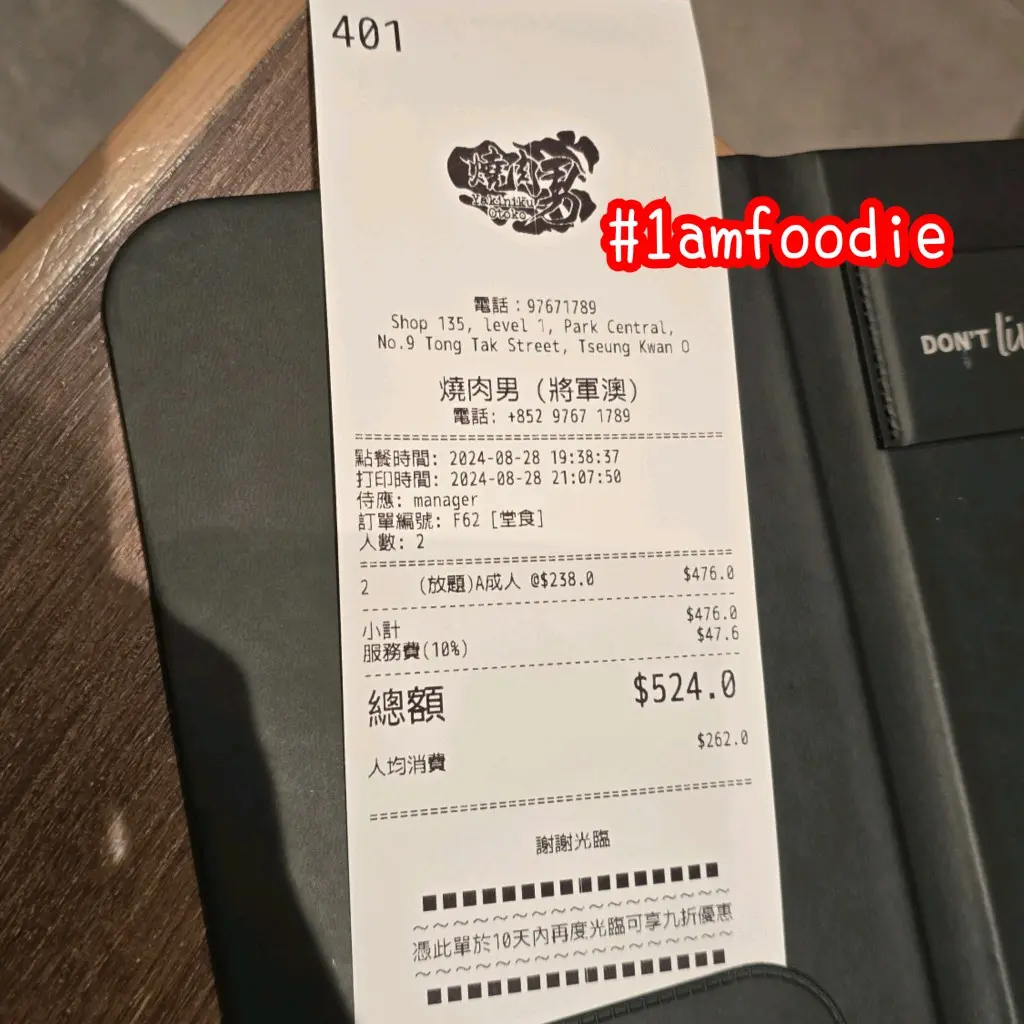 401
燒肉男
Yakiniku
Otoko
#1amfoodie
電話：97671789
Shop 135, level 1, Park Central,
No.9 Tong Tak Street, Tseung Kwan O
DON'T
燒肉男 (將軍澳)
電話: +852 9767 1789
點餐時間: 2024-08-28 19:38:37
打印時間: 2024-08-28 21:07:50
侍應: manager
訂單編號: F62 [堂食]
人數: 2
2 (放題)A成人 @$238.0 $476.0
小計 $476.0
服務費(10%) $47.6
總額 $524.0
人均消費 $262.0
謝謝光臨
憑此單於10天內再度光臨可享九折優惠